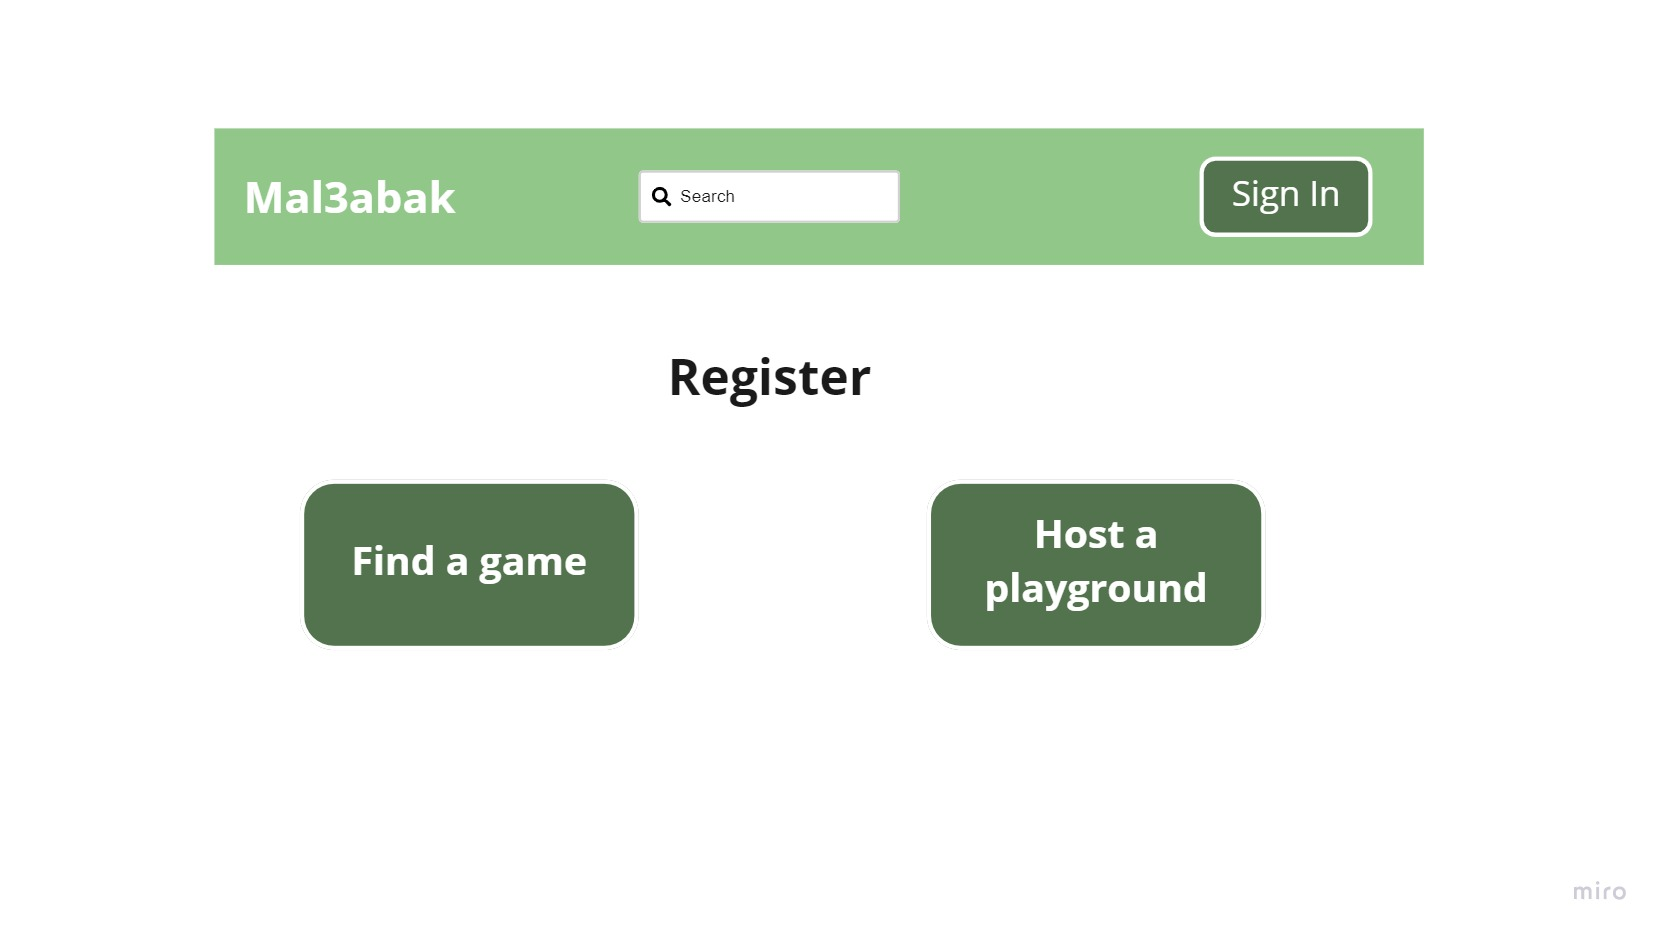 Mal3abak
Search
Sign In
Register
Find a game
Host a
playground
miro